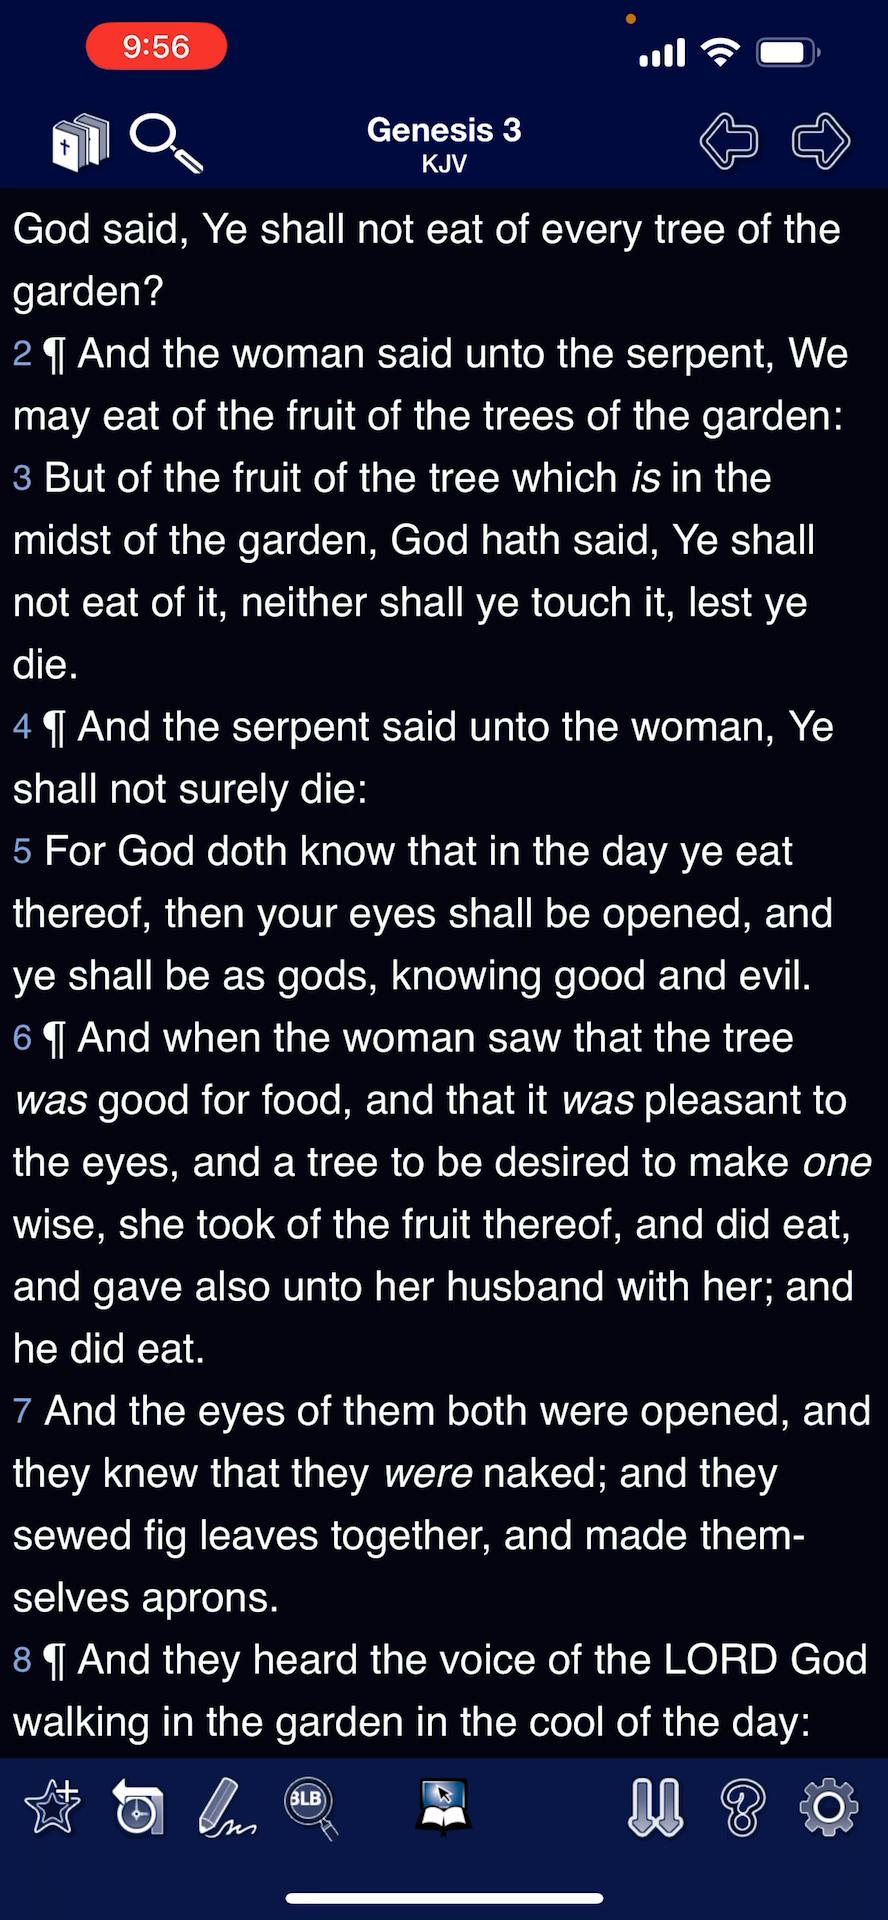 9:56
Genesis 3
KJV
God said, Ye shall not eat of every tree of the
garden?
2 ¶ And the woman said unto the serpent, We
may eat of the fruit of the trees of the garden:
3 But of the fruit of the tree which is in the
midst of the garden, God hath said, Ye shall
not eat of it, neither shall ye touch it, lest ye
die.
4 ¶ And the serpent said unto the woman, Ye
shall not surely die:
5 For God doth know that in the day ye eat
thereof, then your eyes shall be opened, and
ye shall be as gods, knowing good and evil.
6 ¶ And when the woman saw that the tree
was good for food, and that it was pleasant to
the eyes, and a tree to be desired to make one
wise, she took of the fruit thereof, and did eat,
and gave also unto her husband with her; and
he did eat.
7 And the eyes of them both were opened, and
they knew that they were naked; and they
sewed fig leaves together, and made them-
selves aprons.
8 ¶ And they heard the voice of the LORD God
walking in the garden in the cool of the day:
BLB